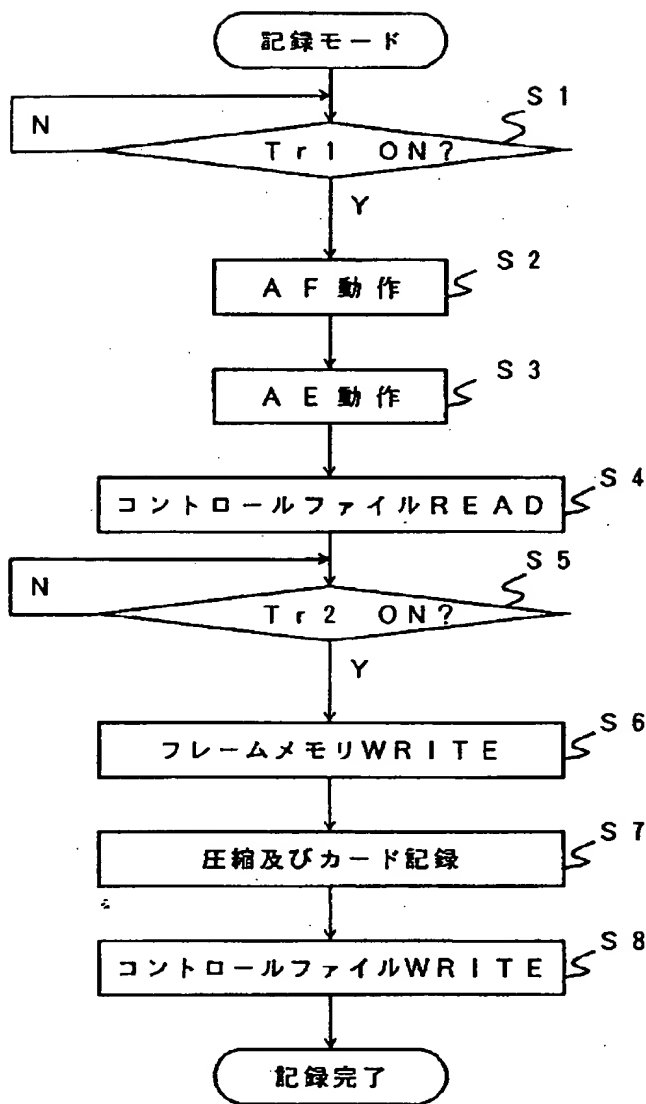 記録モード
S1
N
Tr1 ON?
Y
S2
AF動作
S3
AE動作
S4
コントロールファイルREAD
S5
N
Tr2 ON?
Y
S6
フレームメモリWRITE
S7
圧縮及びカード記録
S8
コントロールファイルWRITE
記録完了